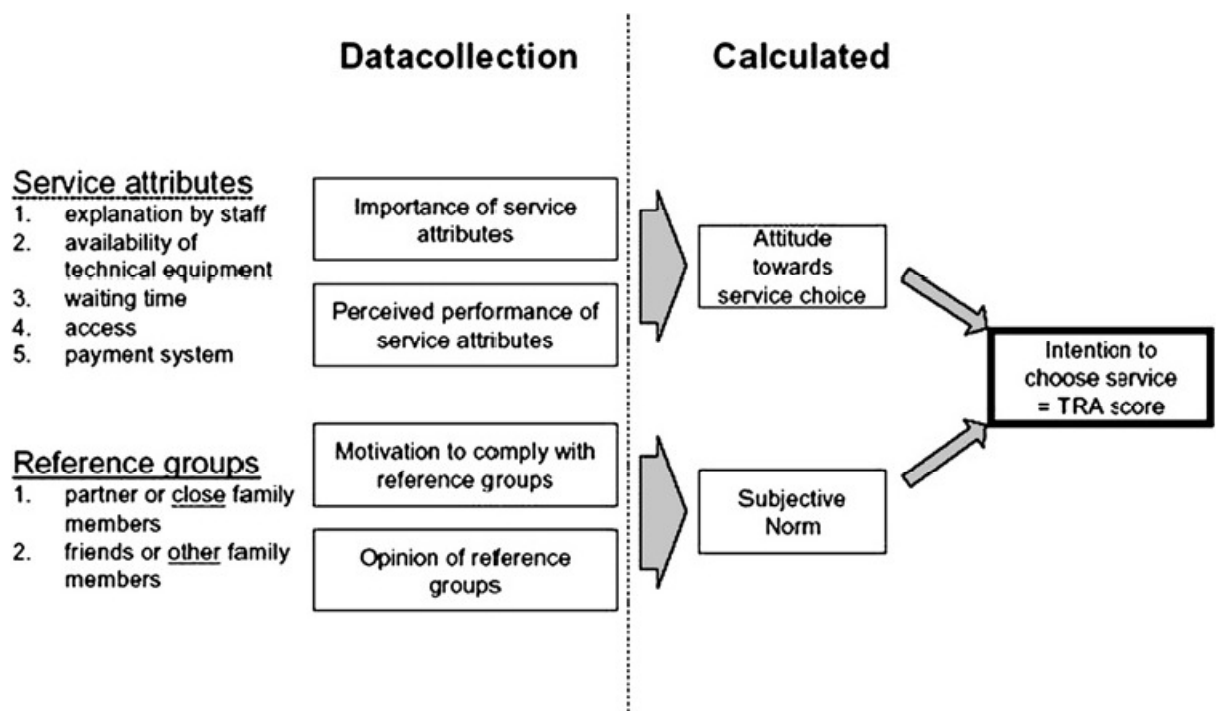 Datacollection
Calculated
Service attributes
1. explanation by staff
2. availability of
technical equipment
3. waiting time
4. access
5. payment system
Importance of service
attributes
Perceived performance of
service attributes
Attitude
towards
service choice
Intention to
choose service
= TRA score
Reference groups
1. partner or close family
members
2. friends or other family
members
Motivation to comply with
reference groups
Opinion of reference
groups
Subjective
Norm